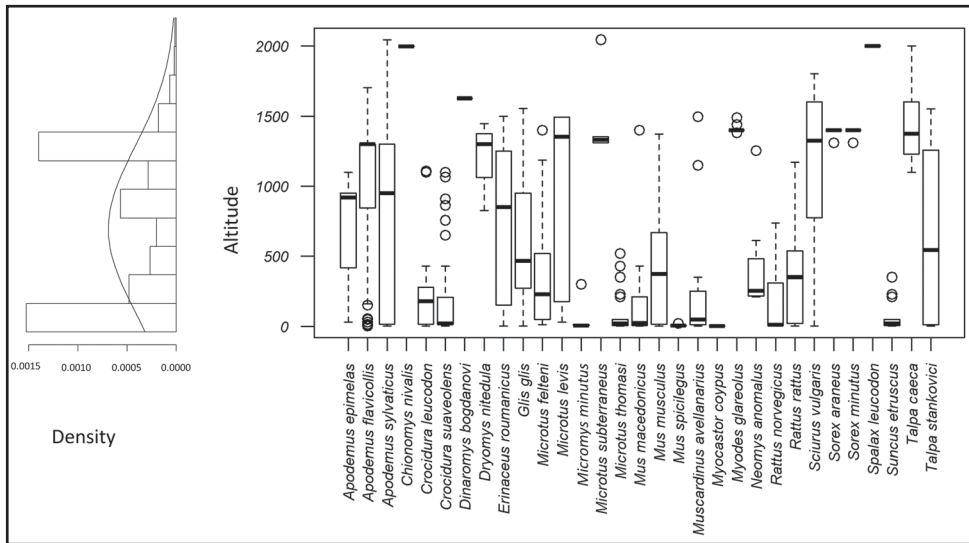 0.0015 0.0010 0.0005 0.0000
Density
Altitude
2000
1500
1000
500
0
Apodemus epimelas
Apodemus flavicollis
Apodemus sylvaticus
Chionomys nivalis
Crocidura leucodon
Crocidura suaveolens
Dinaromys bogdanovi
Dryomys nitedula
Erinaceus roumanicus
Glis glis
Microtus felteni
Microtus levis
Micromys minutus
Microtus subterraneus
Microtus thomasi
Mus macedonicus
Mus musculus
Mus spicilegus
Muscardinus avellanarius
Myocastor coypus
Myodes glareolus
Neomys anomalus
Rattus norvegicus
Rattus rattus
Sciurus vulgaris
Sorex araneus
Sorex minutus
Spalax leucodon
Suncus etruscus
Talpa caeca
Talpa stankovici